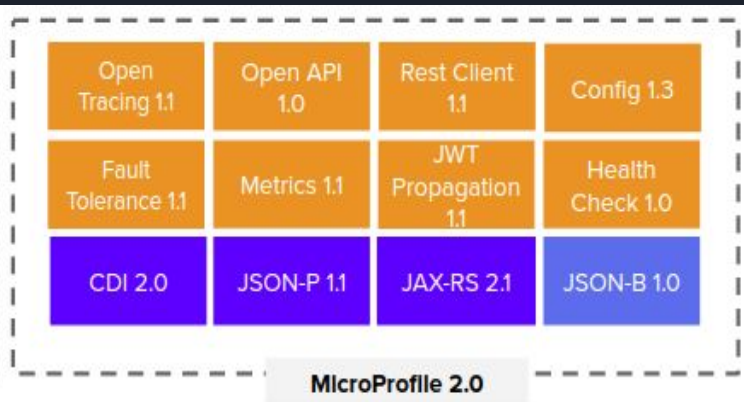 Open
Tracing 1.1
Open API
1.0
Rest Client
1.1
Config 1.3
Fault
Tolerance 1.1
Metrics 1.1
JWT
Propagation
1.1
Health
Check 1.0
CDI 2.0
JSON-P 1.1
JAX-RS 2.1
JSON-B 1.0
MicroProfile 2.0